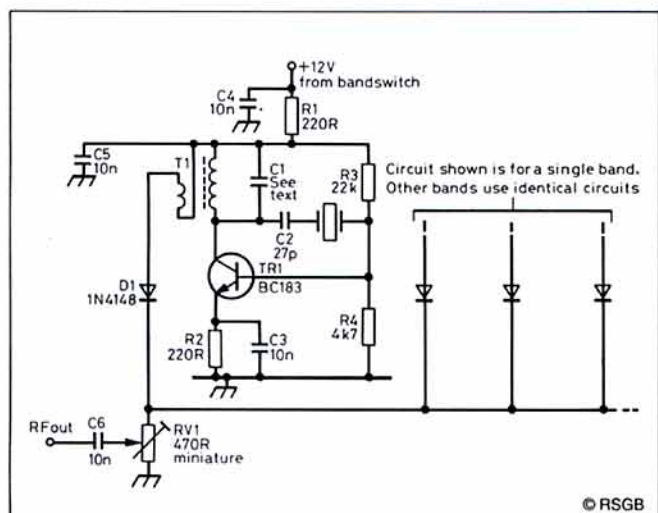 +12V
from bandswitch
C4
10n
R1
220R
C5
10n
T1
C1
See
text
R3
22k
Circuit shown is for a single band.
Other bands use identical circuits
C2
27p
TR1
BC183
D1
1N4148
R2
220R
C3
10n
R4
4k7
RFout
C6
10n
RV1
470R
miniature
© RSGB